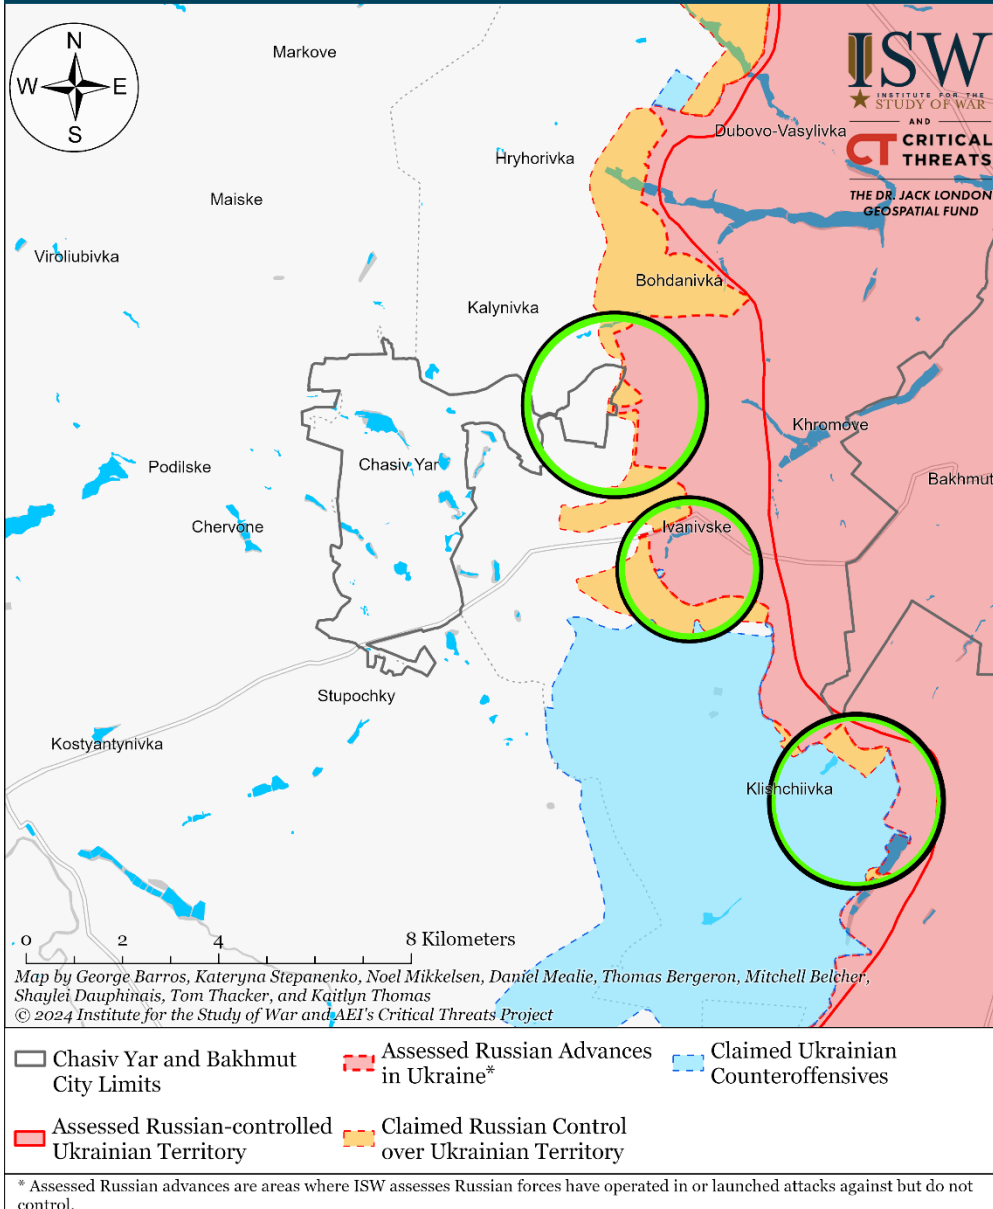 N
W
E
S
Markove
ISW
INSTITUTE FOR THE
STUDY OF WAR
AND
CT CRITICAL
THREATS
THE DR. JACK LONDON
GEOSPATIAL FUND
Dubovo-Vasylivka
Hryhorivka
Maiske
Viroliubivka
Bohdanivka
Kalynivka
Khromove
Podilske
Chasiv Yar
Bakhmut
Chervone
Ivanivske
Stupochky
Kostyantynivka
Klishchiivka
0 2 4 8 Kilometers
Map by George Barros, Kateryna Stepanenko, Noel Mikkelsen, Daniel Mealie, Thomas Bergeron, Mitchell Belcher,
Shaylei Dauphinais, Tom Thacker, and Kaitlyn Thomas
© 2024 Institute for the Study of War and AEI's Critical Threats Project
Chasiv Yar and Bakhmut
City Limits
Assessed Russian Advances
in Ukraine*
Claimed Ukrainian
Counteroffensives
Assessed Russian-controlled
Ukrainian Territory
Claimed Russian Control
over Ukrainian Territory
* Assessed Russian advances are areas where ISW assesses Russian forces have operated in or launched attacks against but do not
control.